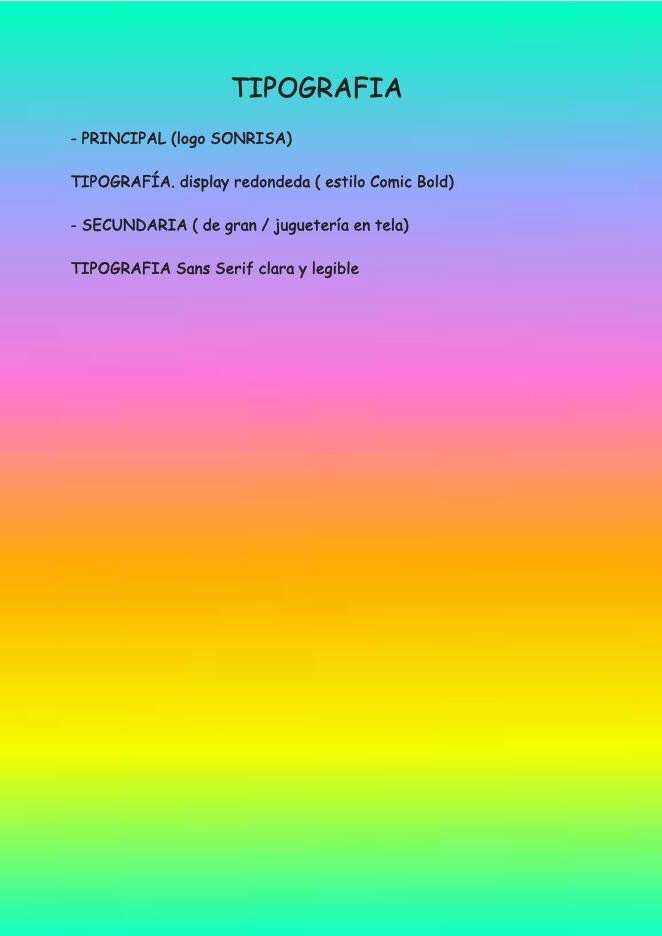 TIPOGRAFIA
- PRINCIPAL (logo SONRISA)
TIPOGRAFÍA. display redondeda ( estilo Comic Bold)
- SECUNDARIA ( de gran / juguetería en tela)
TIPOGRAFIA Sans Serif clara y legible